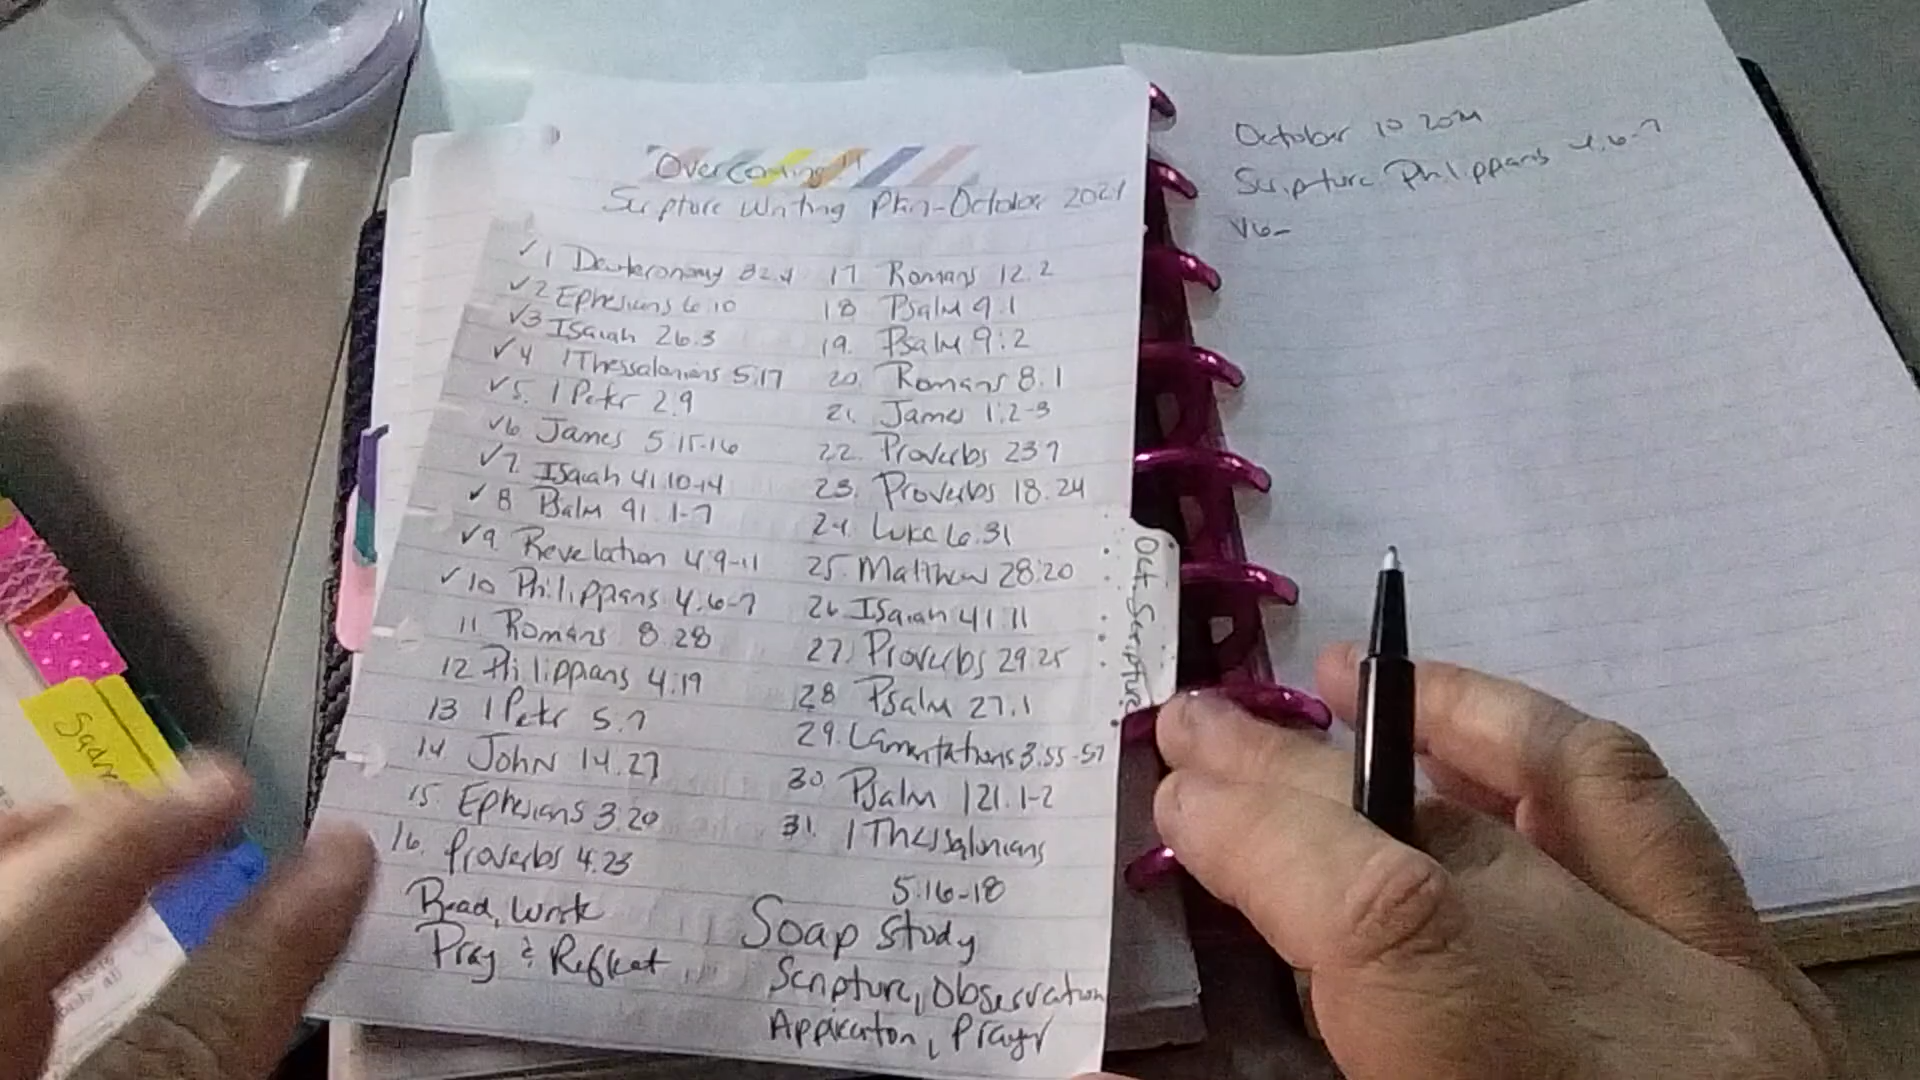 "Overcoming"
Scripture Writing Plan-October 2021
✓1 Deuteronomy 32.4
✓2 Ephesians 6.10
✓3 Isaiah 26.3
✓4 1 Thessalonians 5.17
✓5. 1 Peter 2.9
✓6 James 5.15-16
✓7. Isaiah 41.10-14
✓8 Psalm 91.1-7
✓9. Revelation 4.9-11
✓10 Philippians 4.6-7
11 Romans 8.28
12 Philippians 4.19
13 1 Peter 5.7
14 John 14.27
15. Ephesians 3.20
16. Proverbs 4.23
Read, Write
Pray & Reflect
17 Romans 12.2
18 Psalm 9.1
19. Psalm 9:2
20. Romans 8.1
21. James 1:2-3
22. Proverbs 23 7
23. Proverbs 18.24
24. Luke 6.31
25. Matthew 28:20
26 Isaiah 41.11
27) Proverbs 29.25
28 Psalm 27.1
29. Lamentations 3.55-57
30 Psalm 121.1-2
31. 1 Thessalonians
5.16-18
Soap Study
Scripture, Observation
Application, Prayer
Oct Scripture
October 10 2021
Scripture Philippians 4.6-7
V6-